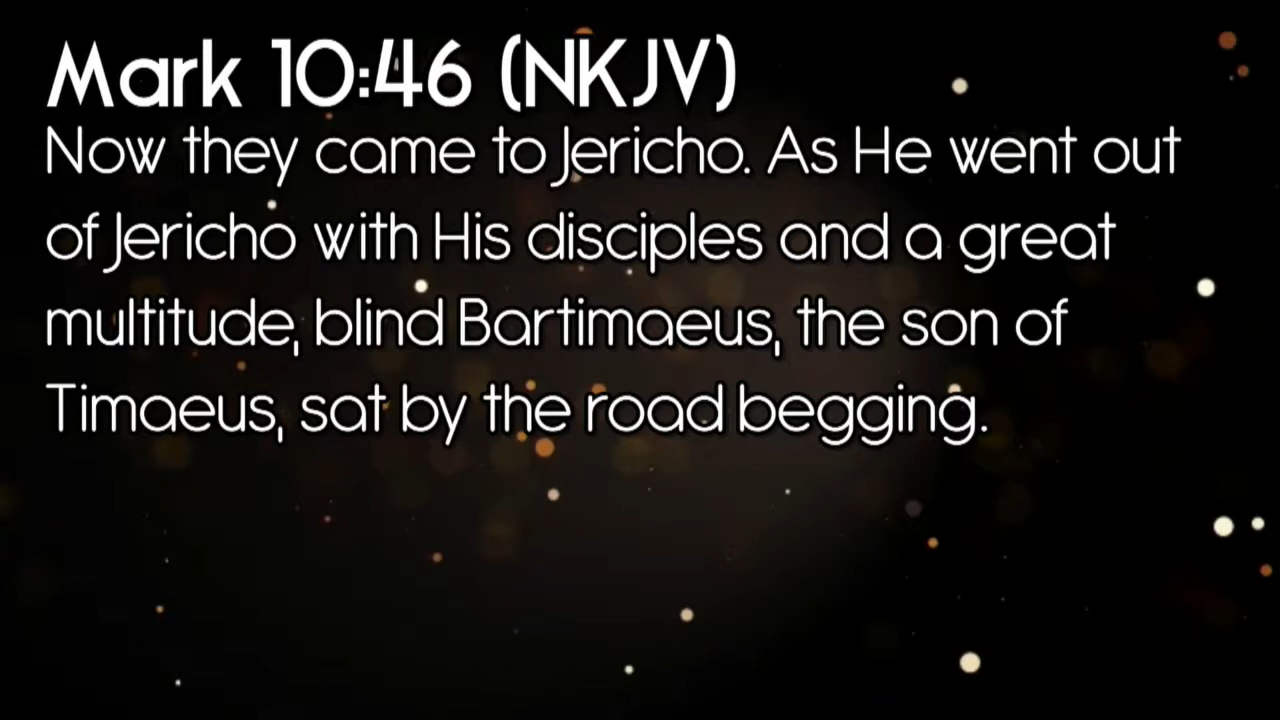 Mark 10:46 (NKJV)
Now they came to Jericho. As He went out
of Jericho with His disciples and a great
multitude, blind Bartimaeus, the son of
Timaeus, sat by the road begging.